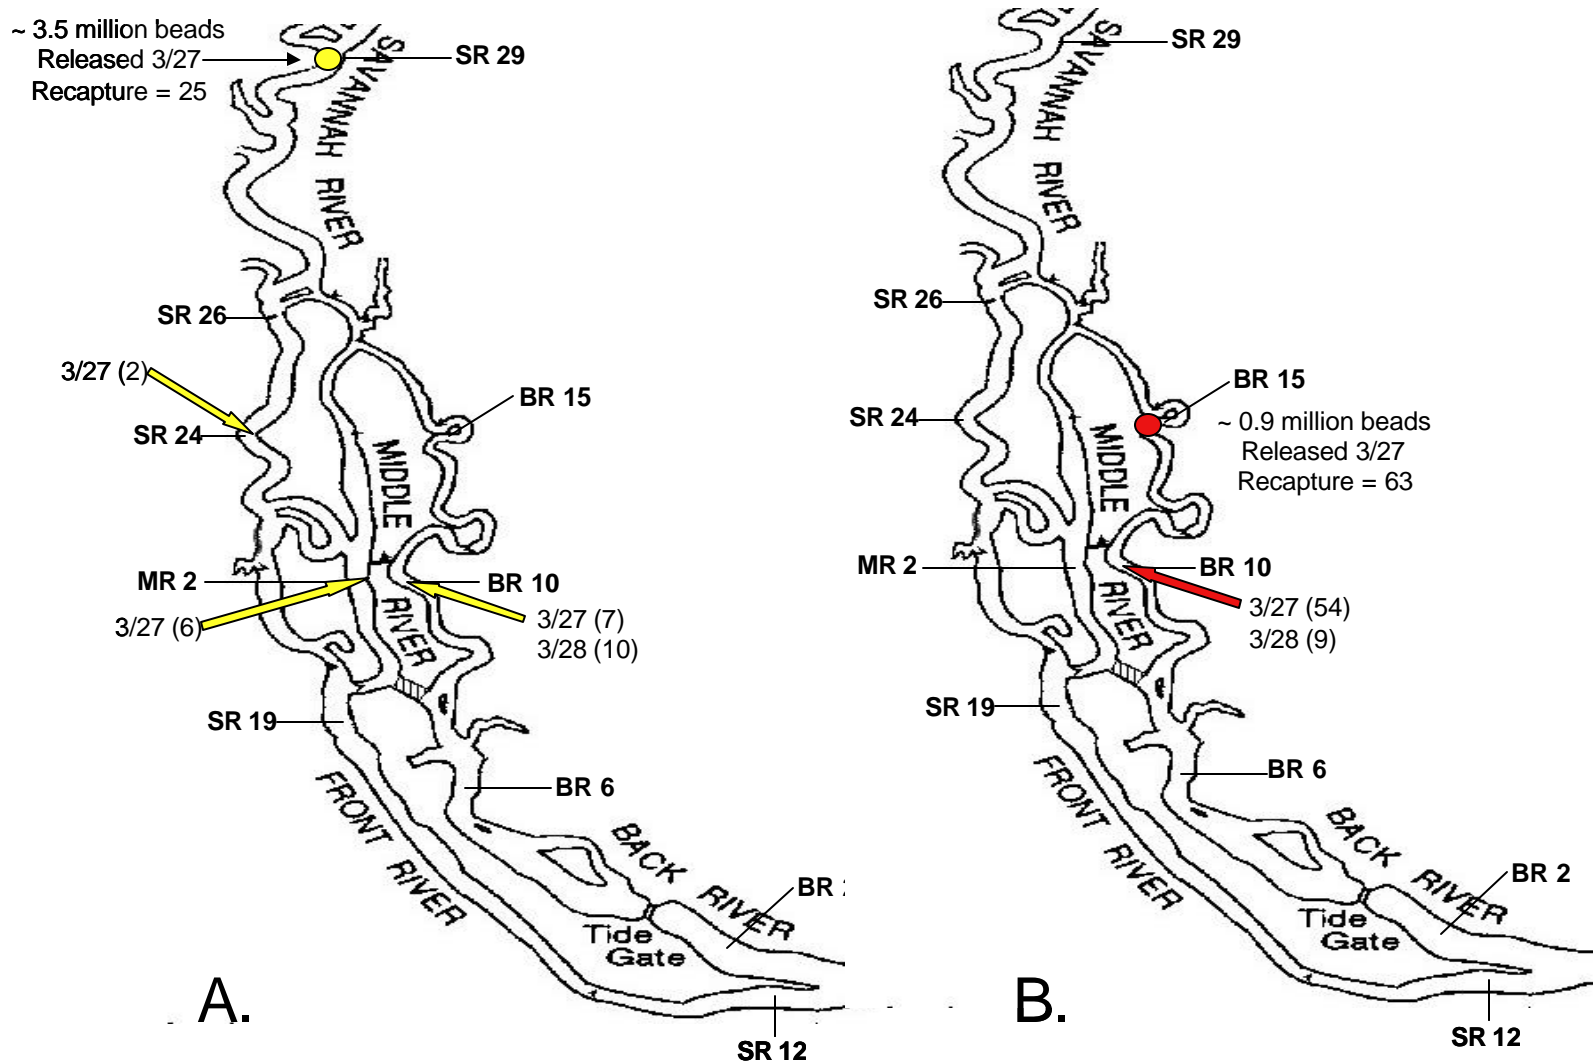 ~ 3.5 million beads
Released 3/27
Recapture = 25
SR 29
SAVANNAH RIVER
SR 26
3/27 (2)
SR 24
BR 15
MIDDLE RIVER
MR 2
BR 10
3/27 (6)
3/27 (7)
3/28 (10)
SR 19
BR 6
FRONT RIVER
BACK RIVER
BR
Tide
Gate
A.
SR 12
SR 29
SAVANNAH RIVER
SR 26
BR 15
SR 24
~ 0.9 million beads
Released 3/27
Recapture = 63
MIDDLE RIVER
MR 2
BR 10
3/27 (54)
3/28 (9)
SR 19
BR 6
FRONT RIVER
BACK RIVER
BR 2
Tide
Gate
B.
SR 12